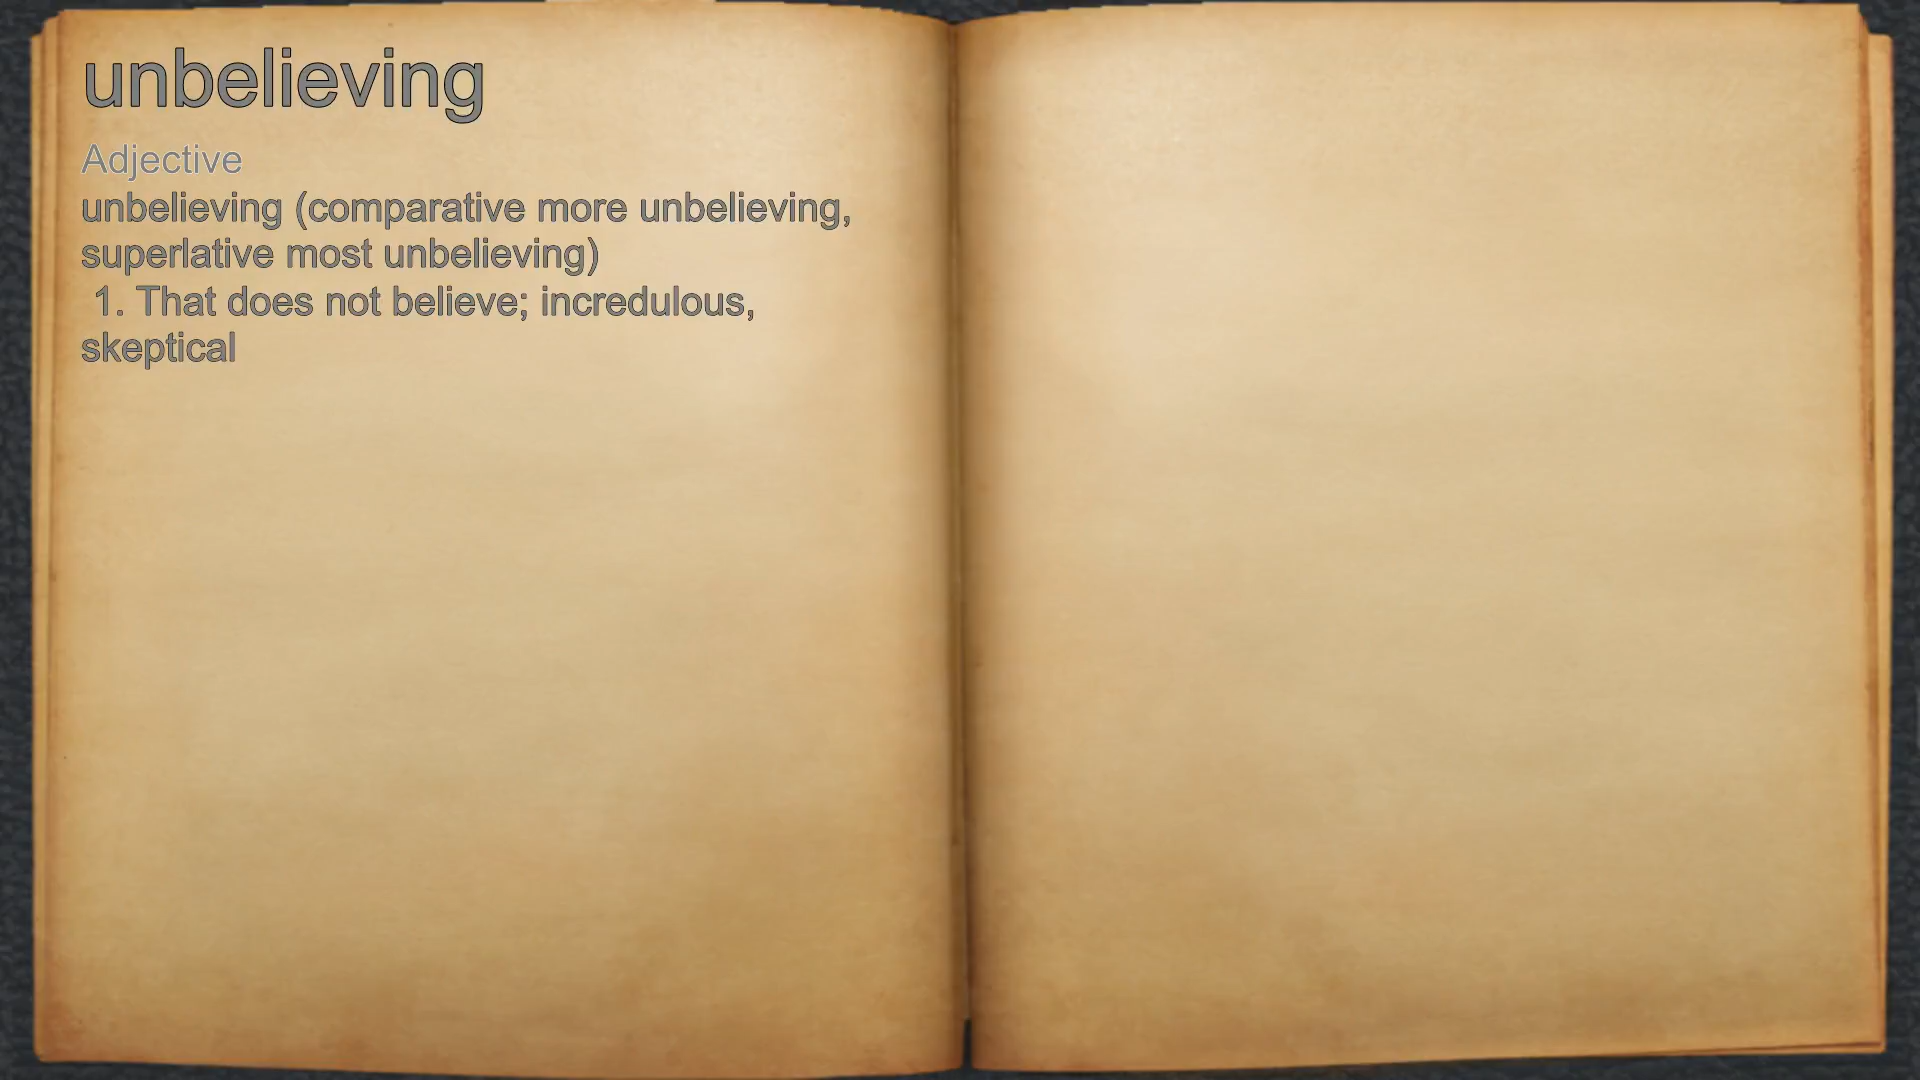 unbelieving
Adjective
unbelieving (comparative more unbelieving,
superlative most unbelieving)
1. That does not believe; incredulous,
skeptical